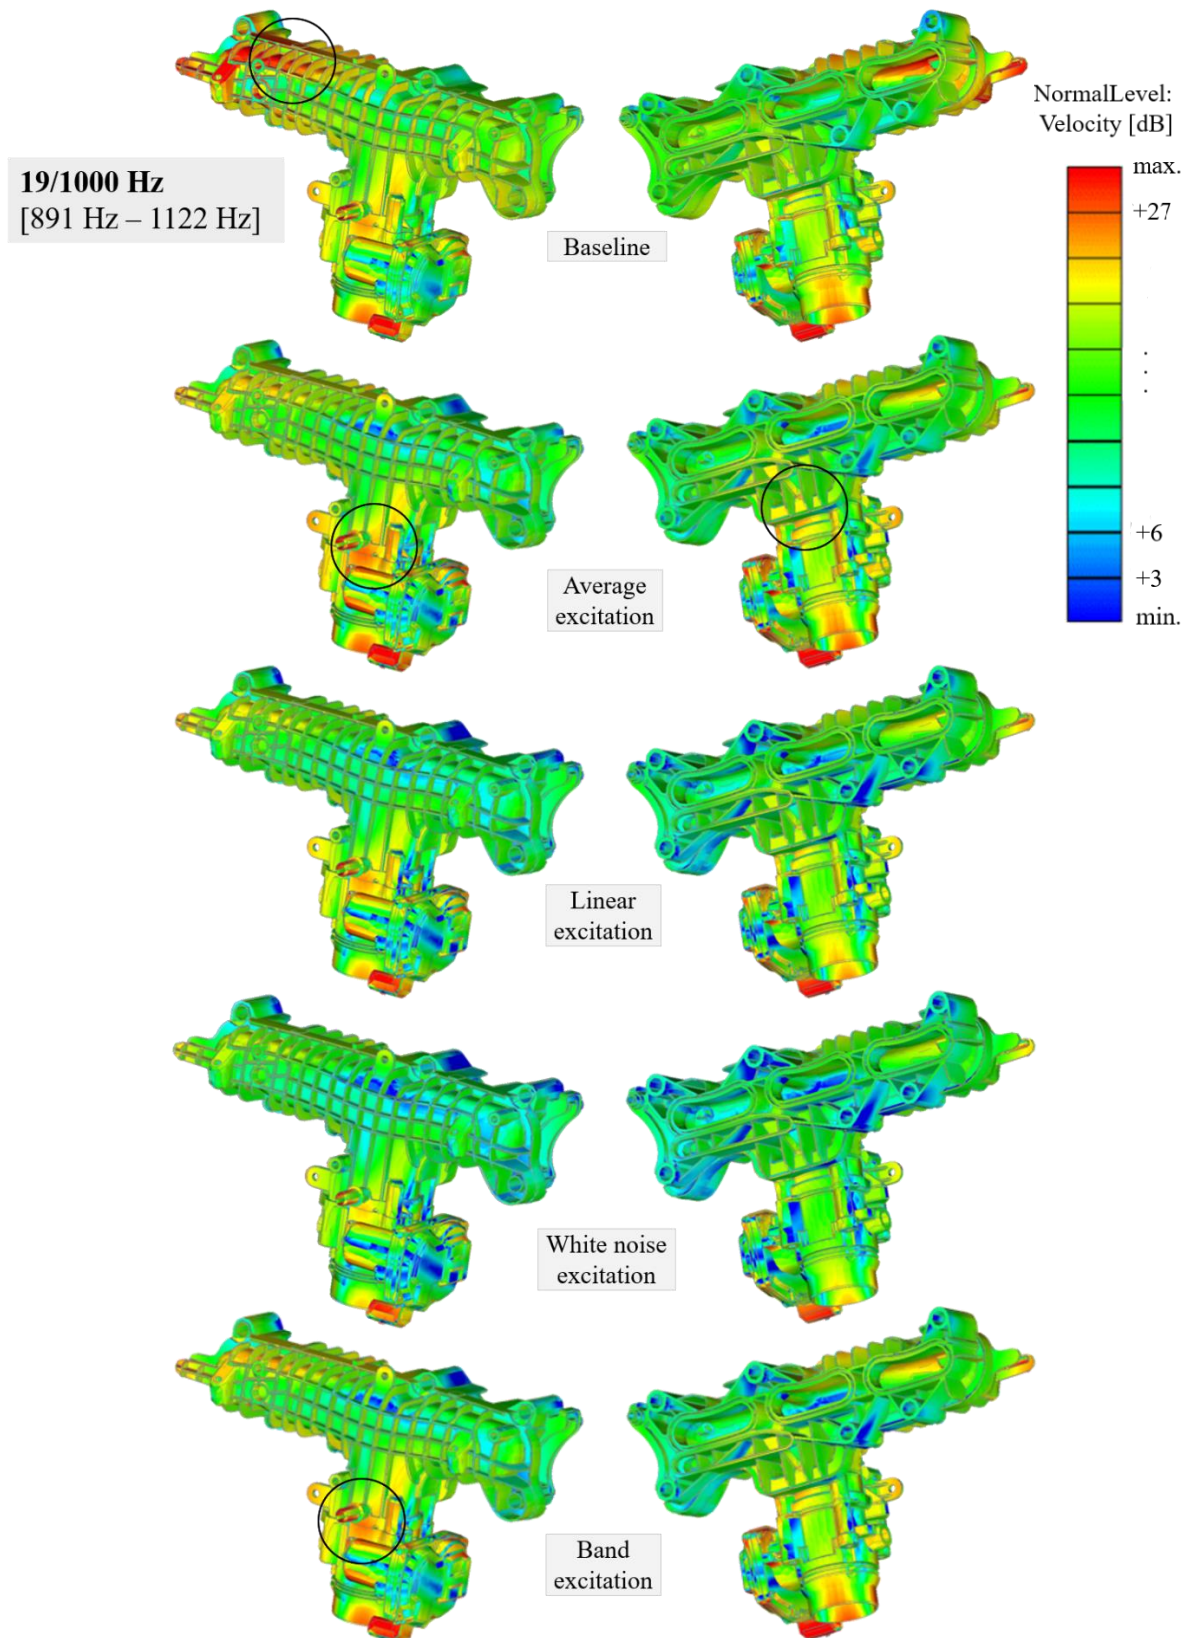 NormalLevel:
Velocity [dB]
max.
+27
19/1000 Hz
[891 Hz – 1122 Hz]
Baseline
⋮
+6
+3
min.
Average
excitation
Linear
excitation
White noise
excitation
Band
excitation